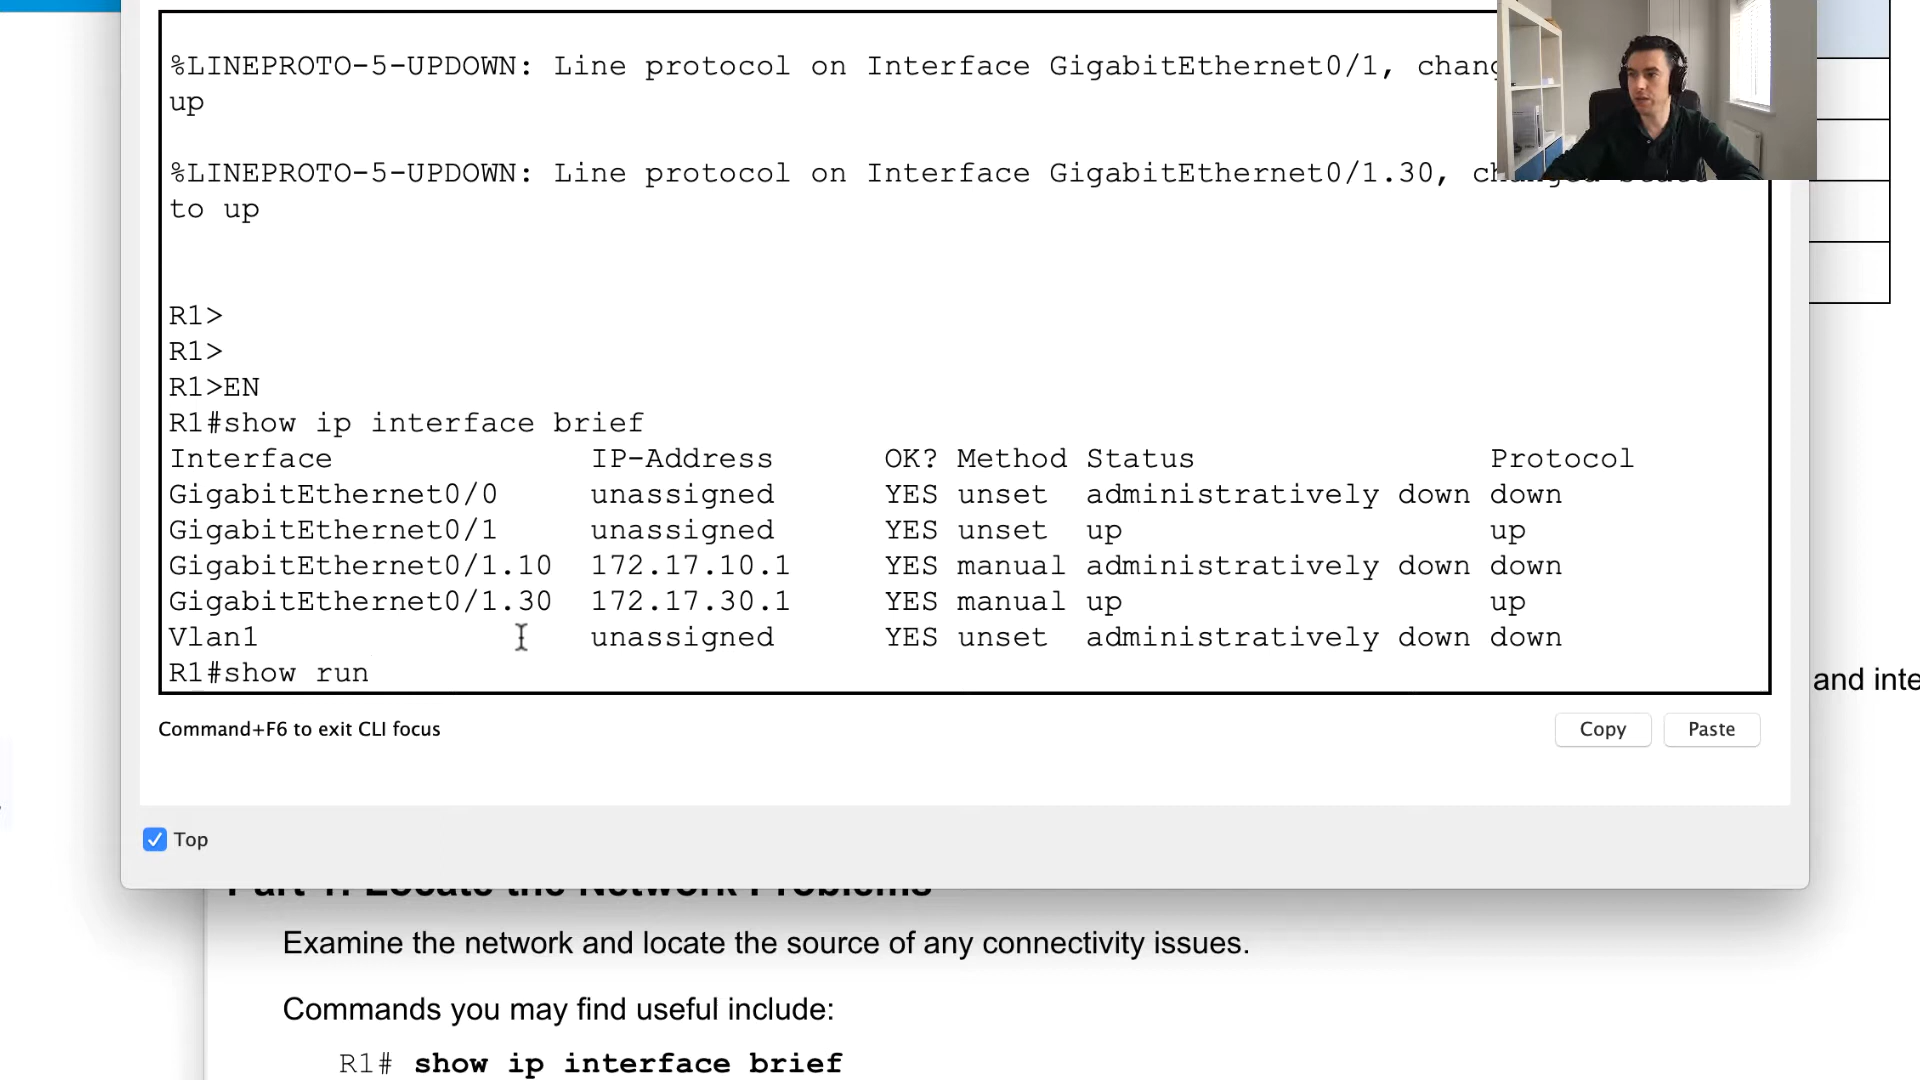 %LINEPROTO-5-UPDOWN: Line protocol on Interface GigabitEthernet0/1,
up
%LINEPROTO-5-UPDOWN: Line protocol on Interface GigabitEthernet0/1.30,
to up
R1>
R1>
R1>EN
R1#show ip interface brief
Interface IP-Address OK? Method Status Protocol
GigabitEthernet0/0 unassigned YES unset administratively down down
GigabitEthernet0/1 unassigned YES unset up up
GigabitEthernet0/1.10 172.17.10.1 YES manual administratively down down
GigabitEthernet0/1.30 172.17.30.1 YES manual up up
Vlan1 unassigned YES unset administratively down down
R1#show run
and inte
Command+F6 to exit CLI focus
Copy Paste
Top
Part 1: Locate the Network Problems
Examine the network and locate the source of any connectivity issues.
Commands you may find useful include:
R1# show ip interface brief